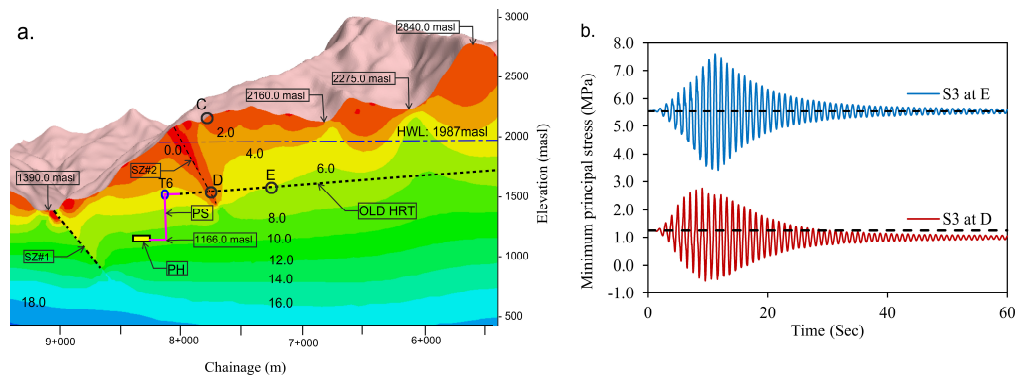 a.
2840.0 masl
2275.0 masl
2160.0 masl
C
2.0
HWL: 1987masl
0.0
4.0
SZ#2
1390.0 masl
T6
D
E
6.0
PS
OLD HRT
8.0
1166.0 masl
10.0
SZ#1
PH
12.0
14.0
18.0
16.0
3000
2500
2000
1500
1000
500
Elevation (masl)
9+000
8+000
7+000
6+000
Chainage (m)
b.
8.0
7.0
6.0
5.0
4.0
3.0
2.0
1.0
0.0
-1.0
Minimum principal stress (MPa)
S3 at E
S3 at D
0
20
40
60
Time (Sec)